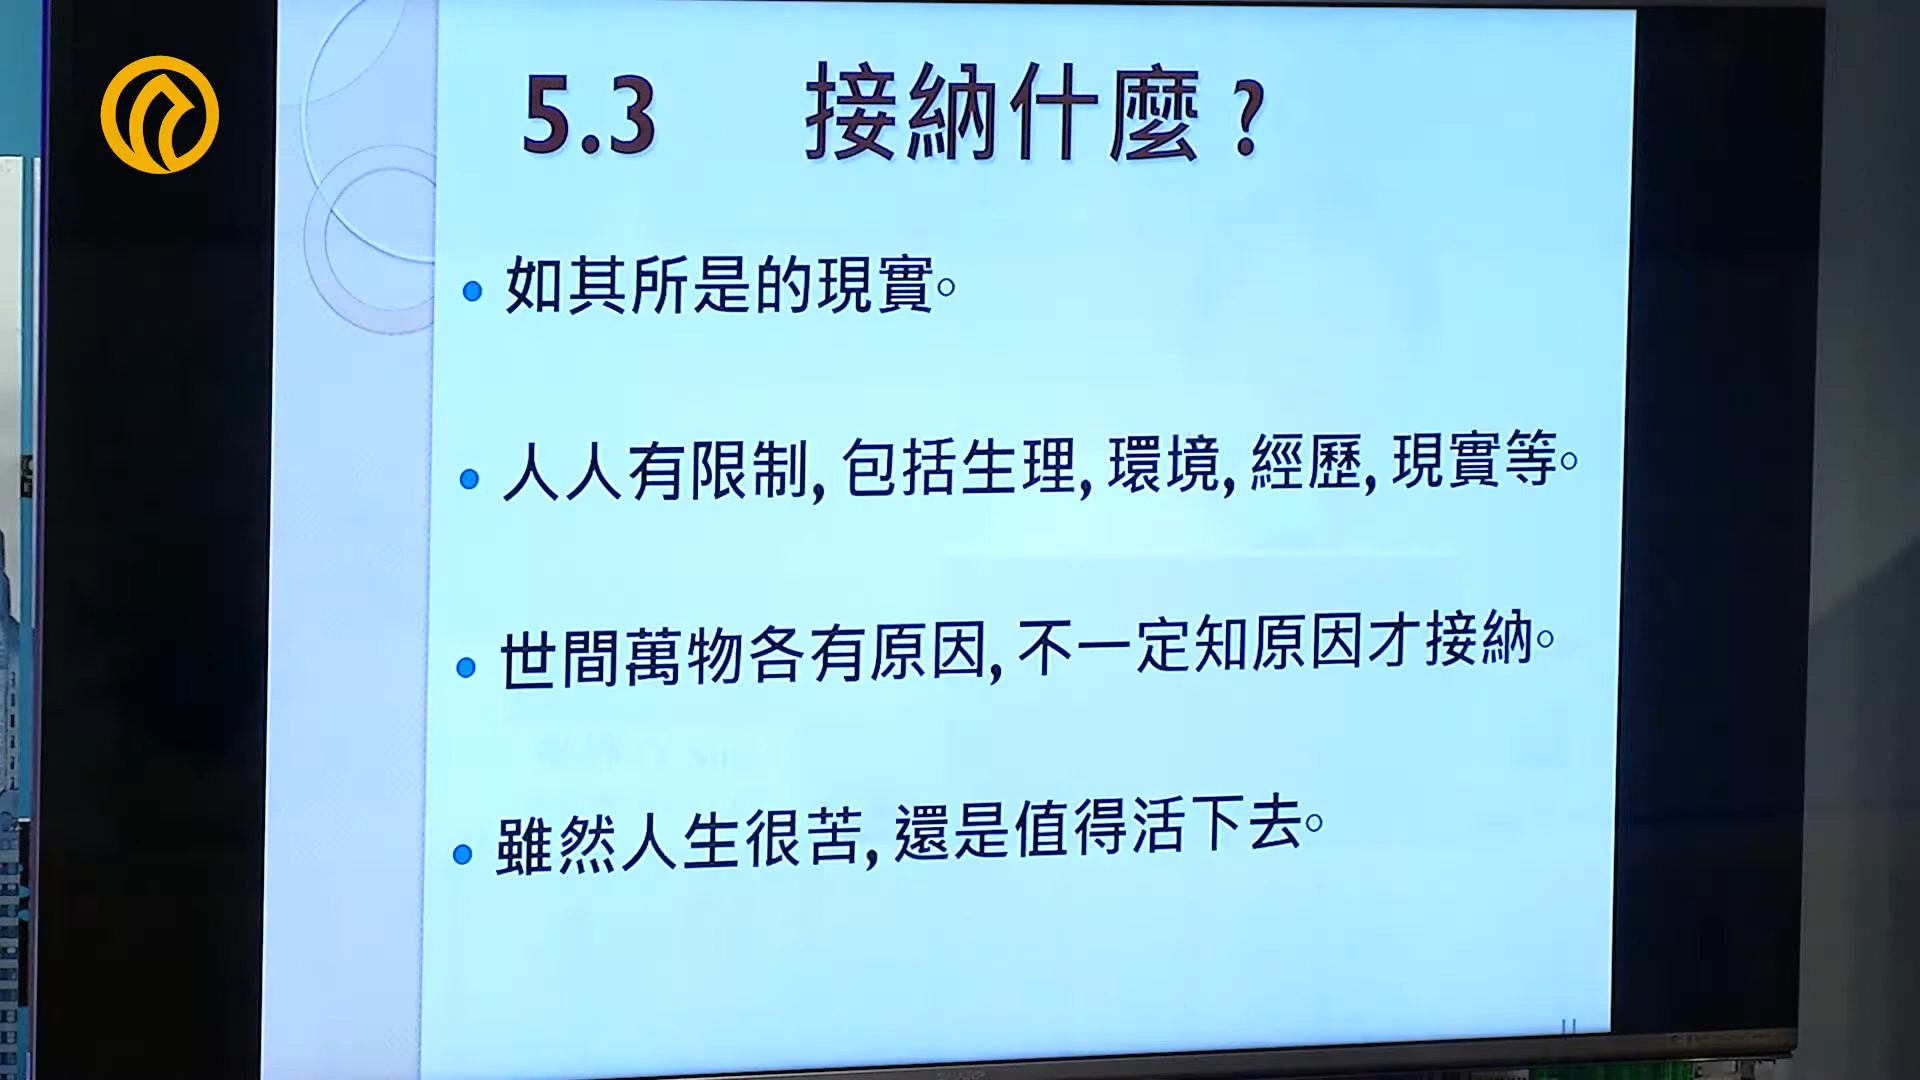 5.3 接納什麼?
• 如其所是的現實。
• 人人有限制, 包括生理, 環境, 經歷, 現實等。
• 世間萬物各有原因, 不一定知原因才接納。
• 雖然人生很苦, 還是值得活下去。